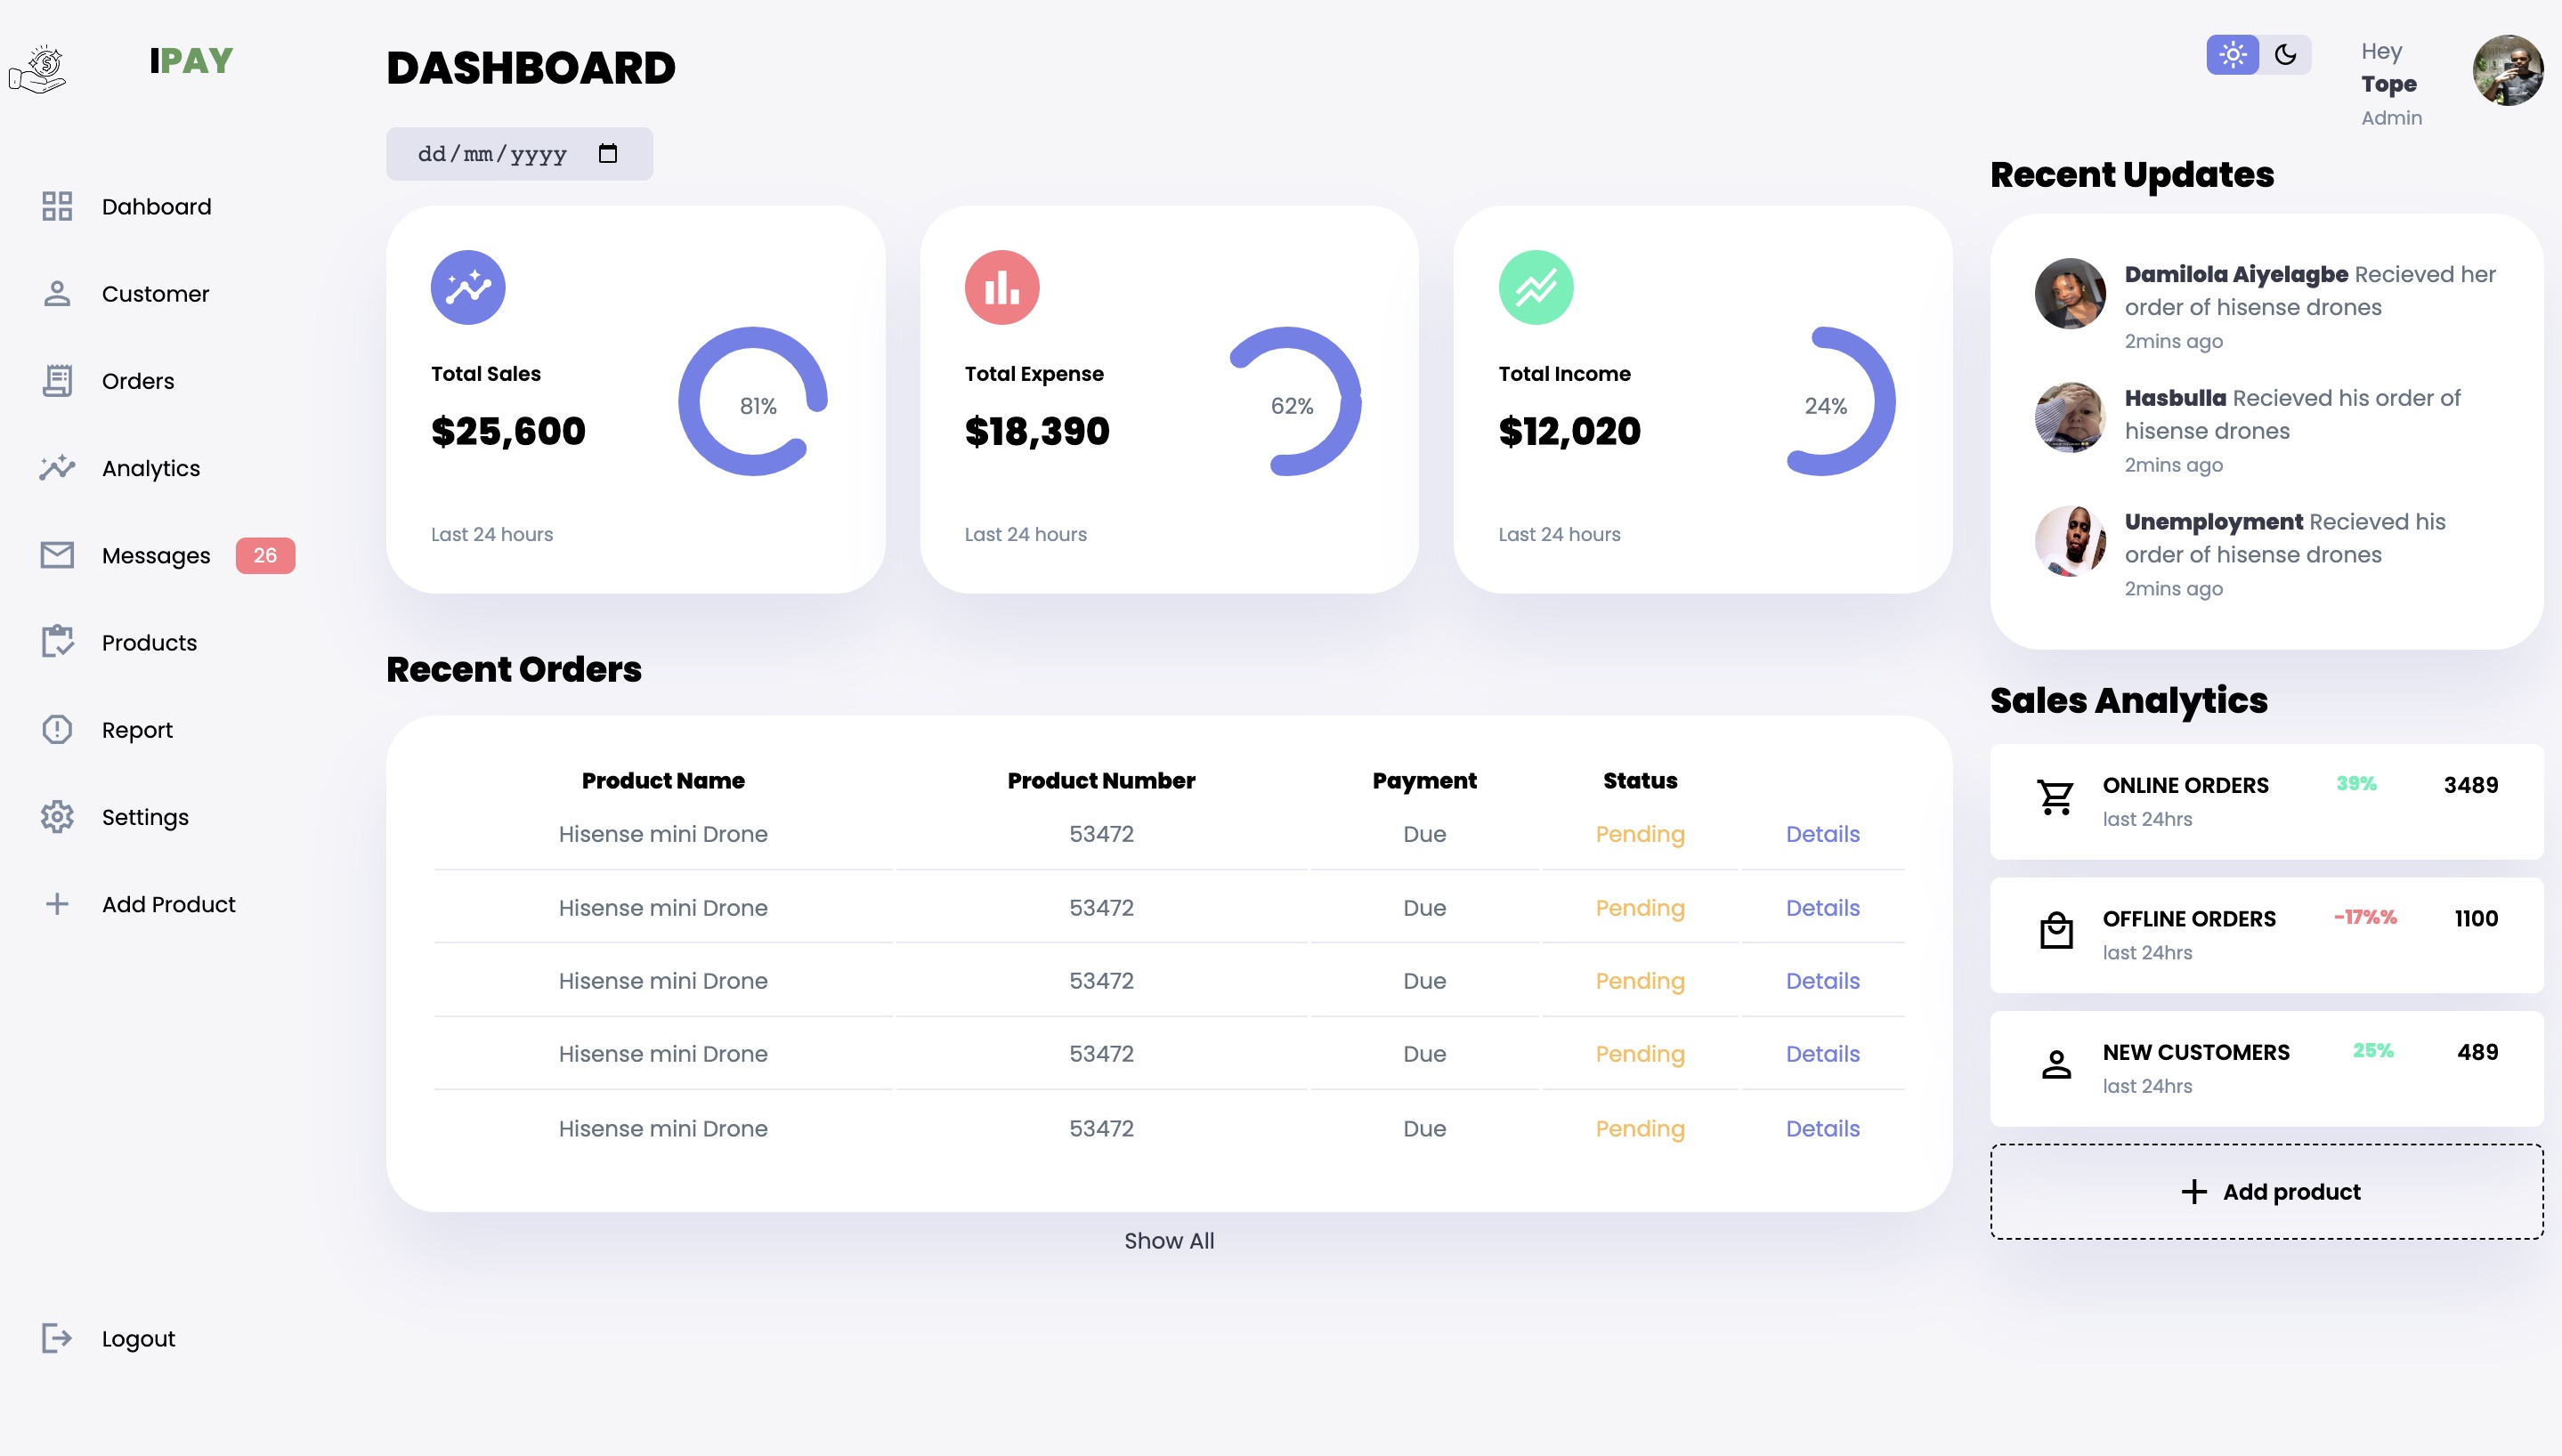 IPAY
Dahboard
Customer
Orders
Analytics
Messages 26
Products
Report
Settings
Add Product
Logout
DASHBOARD
dd/mm/yyyy
Total Sales
$25,600
81%
Last 24 hours
Total Expense
$18,390
62%
Last 24 hours
Total Income
$12,020
24%
Last 24 hours
Recent Orders
Product Name Product Number Payment Status
Hisense mini Drone 53472 Due Pending Details
Hisense mini Drone 53472 Due Pending Details
Hisense mini Drone 53472 Due Pending Details
Hisense mini Drone 53472 Due Pending Details
Hisense mini Drone 53472 Due Pending Details
Show All
Hey
Tope
Admin
Recent Updates
Damilola Aiyelagbe Recieved her
order of hisense drones
2mins ago
Hasbulla Recieved his order of
hisense drones
2mins ago
Unemployment Recieved his
order of hisense drones
2mins ago
Sales Analytics
ONLINE ORDERS 39% 3489
last 24hrs
OFFLINE ORDERS -17%% 1100
last 24hrs
NEW CUSTOMERS 25% 489
last 24hrs
Add product